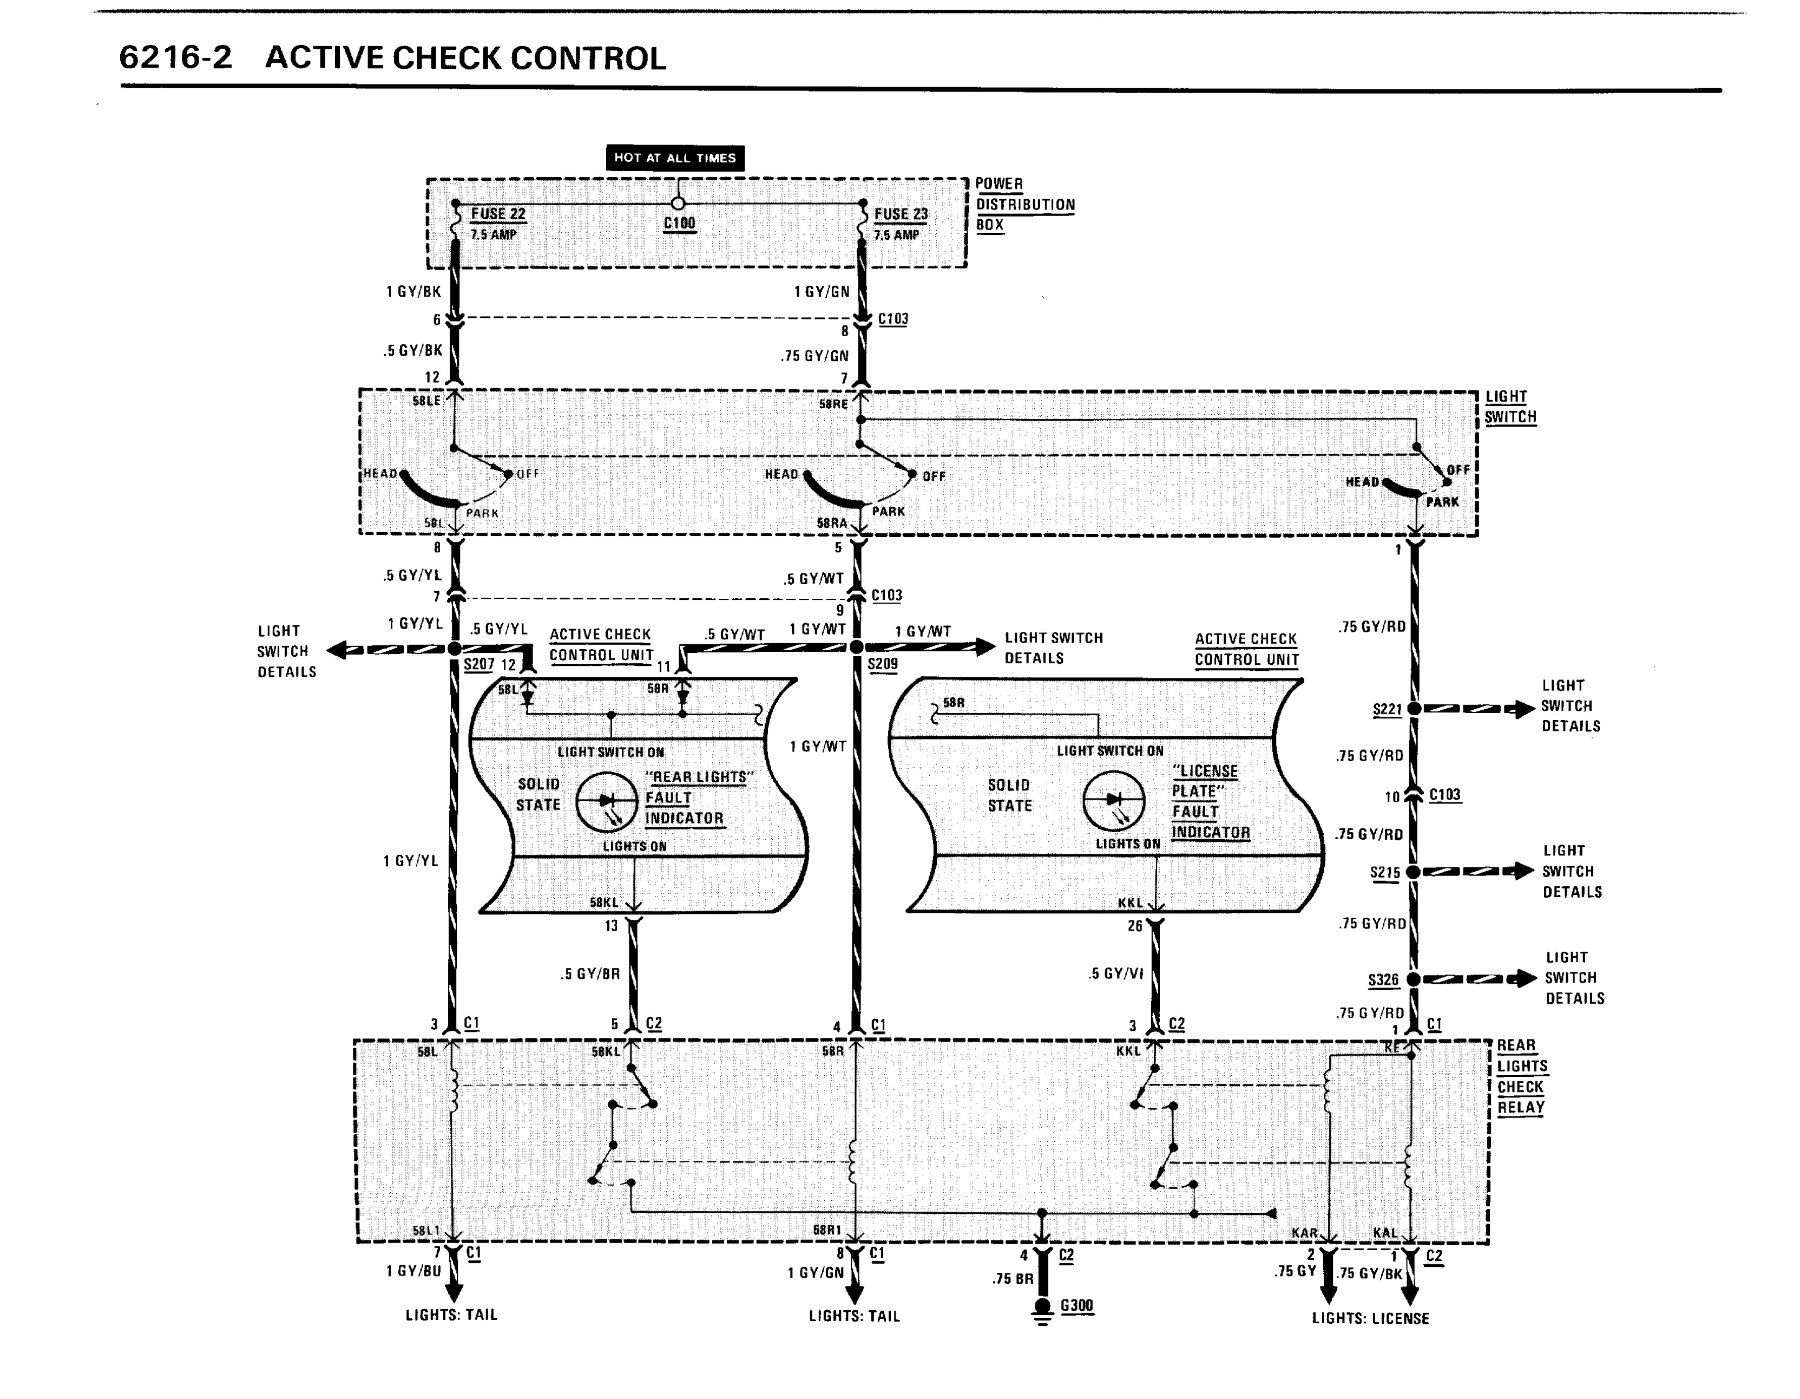 6216-2 ACTIVE CHECK CONTROL
HOT AT ALL TIMES
POWER
DISTRIBUTION
BOX
FUSE 22
7.5 AMP
C100
FUSE 23
7.5 AMP
1 GY/BK
1 GY/GN
6
8
C103
.5 GY/BK
.75 GY/GN
12
7
58LE
58RE
LIGHT
SWITCH
HEAD
OFF
PARK
HEAD
OFF
PARK
HEAD
OFF
PARK
58L
58RA
8
5
1
.5 GY/YL
.5 GY/WT
7
9
C103
1 GY/YL
.5 GY/YL
ACTIVE CHECK
CONTROL UNIT
.5 GY/WT
1 GY/WT
1 GY/WT
LIGHT
SWITCH
DETAILS
LIGHT SWITCH
DETAILS
ACTIVE CHECK
CONTROL UNIT
.75 GY/RD
S207
12
11
S209
58L
58R
58R
S221
LIGHT
SWITCH
DETAILS
LIGHT SWITCH ON
1 GY/WT
LIGHT SWITCH ON
.75 GY/RD
SOLID
STATE
"REAR LIGHTS"
FAULT
INDICATOR
SOLID
STATE
"LICENSE
PLATE"
FAULT
INDICATOR
10
C103
LIGHTS ON
LIGHTS ON
.75 GY/RD
1 GY/YL
S215
LIGHT
SWITCH
DETAILS
58KL
KKL
13
26
.75 GY/RD
.5 GY/BR
.5 GY/VI
S326
LIGHT
SWITCH
DETAILS
.75 GY/RD
3
C1
5
C2
4
C1
3
C2
1
C1
58L
58KL
58R
KKL
KE
REAR
LIGHTS
CHECK
RELAY
58L1
58R1
KAR
KAL
7
C1
8
C1
4
C2
2
1
C2
1 GY/BU
1 GY/GN
.75 BR
.75 GY
.75 GY/BK
G300
LIGHTS: TAIL
LIGHTS: TAIL
LIGHTS: LICENSE